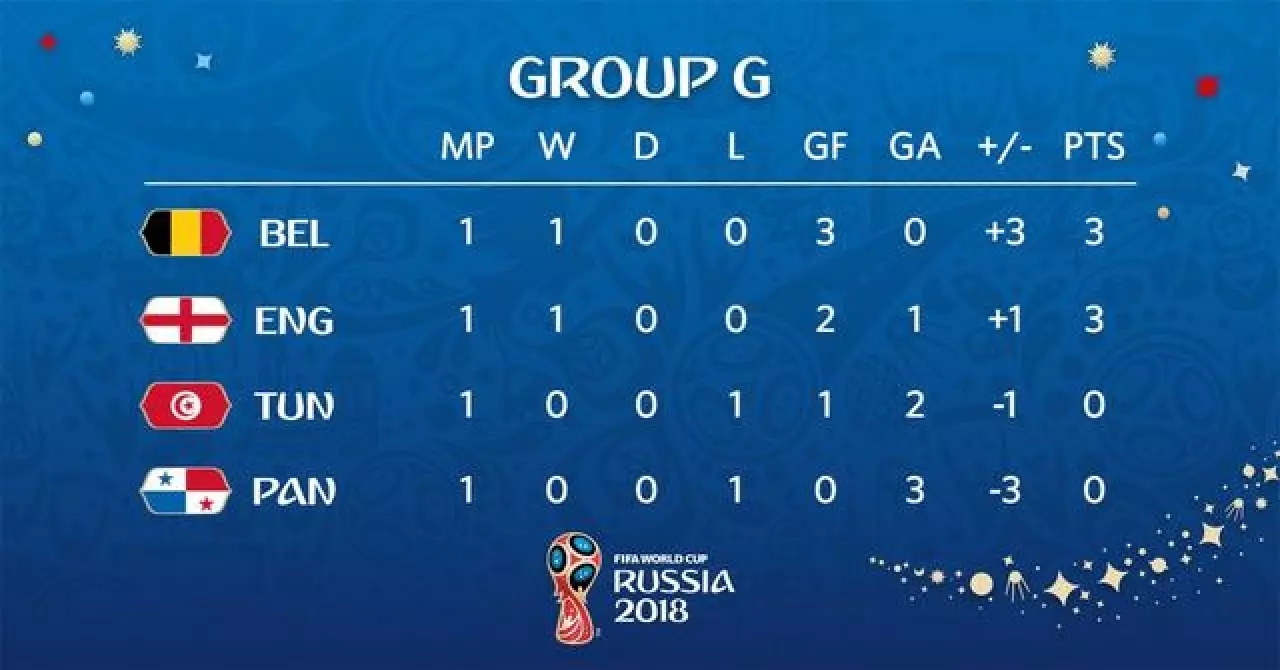 GROUP G
MP W D L GF GA +/- PTS
BEL 1 1 0 0 3 0 +3 3
ENG 1 1 0 0 2 1 +1 3
TUN 1 0 0 1 1 2 -1 0
PAN 1 0 0 1 0 3 -3 0
FIFA WORLD CUP
RUSSIA
2018